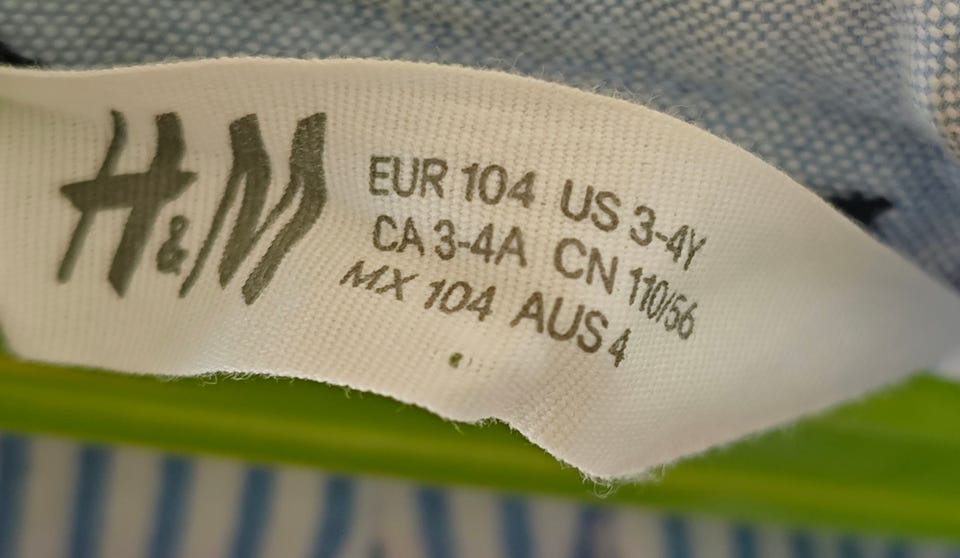 H&M
EUR 104 US 3-4Y
CA 3-4A CN 110/56
MX 104 AUS 4